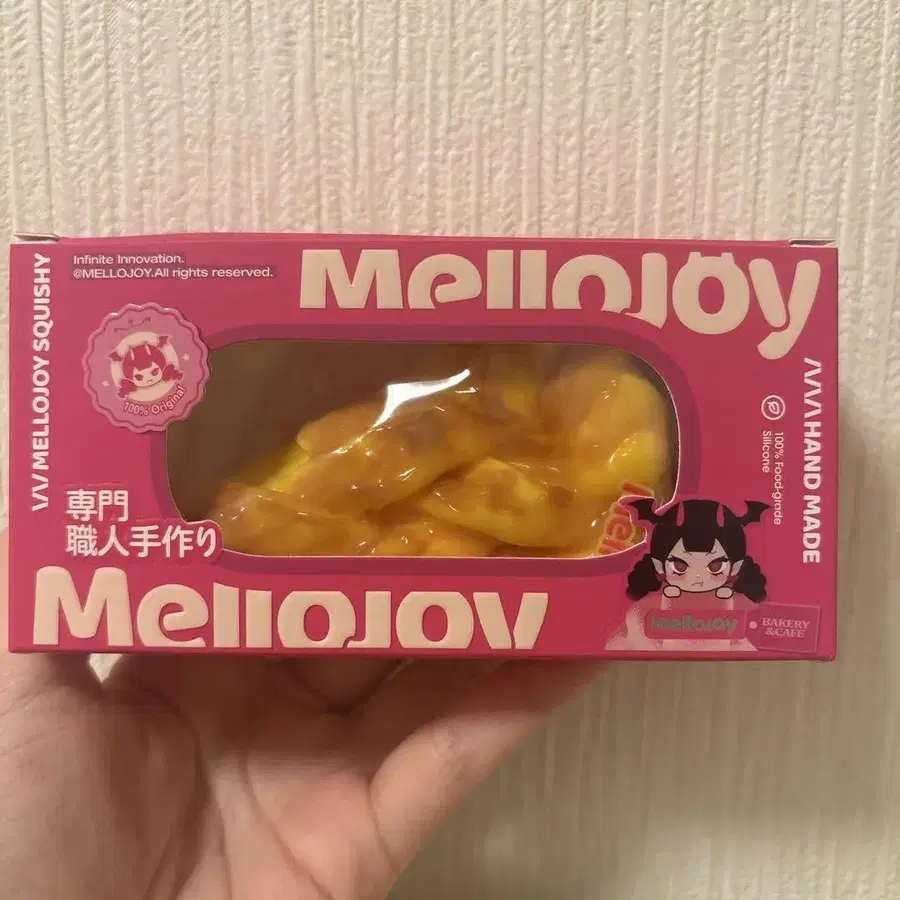 Infinite Innovation.
@MELLOJOY.All rights reserved.
MelloJoy
MELLOJOY SQUISHY
100% Original
HAND MADE
100% Food-grade
Silicone
専門
職人手作り
MelloJoy
MelloJoy
BAKERY
&CAFE